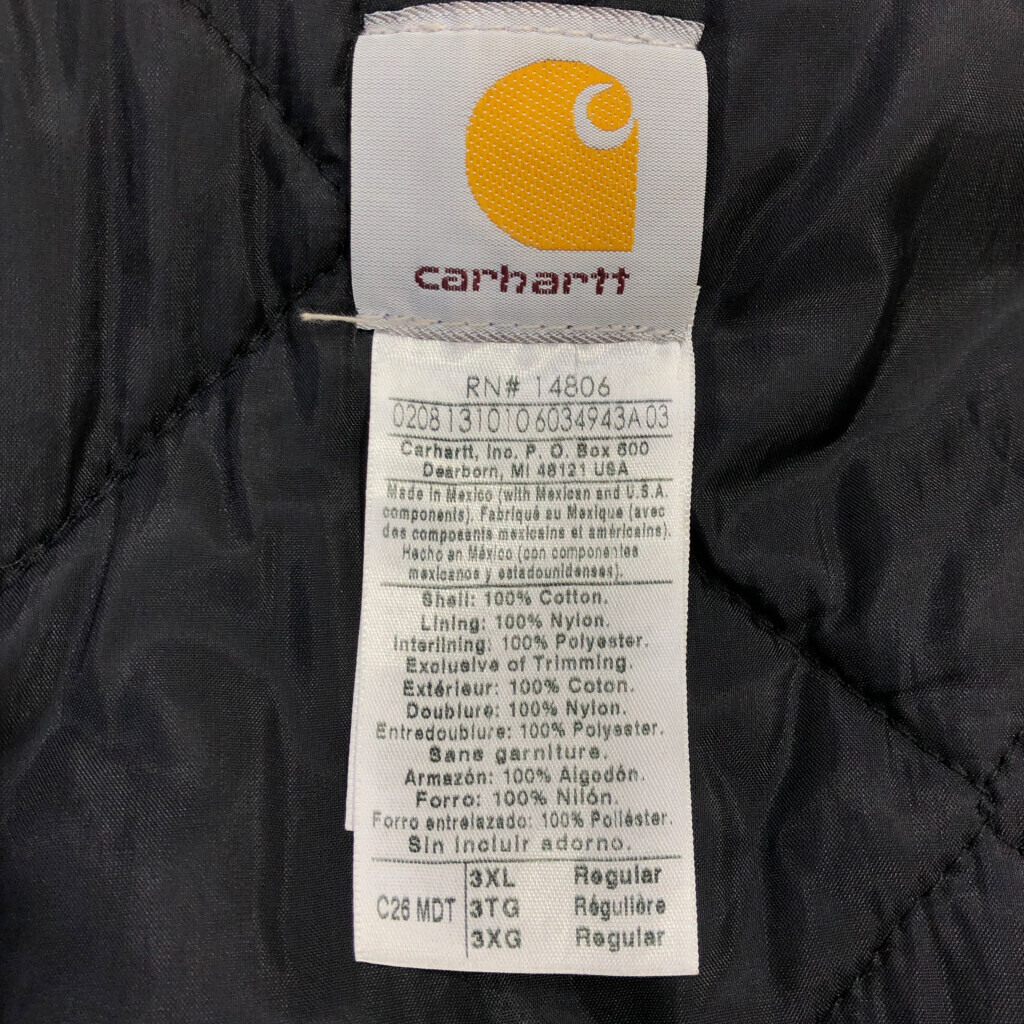 carhartt
RN# 14806
02081310106034943A03
Carhartt, Inc. P. O. Box 600
Dearborn, MI 48121 USA
Made in Mexico (with Mexican and U.S.A.
components). Fabriqué au Mexique (avec
des composants mexicains et américains).
Hecho en México (con componentes
mexicanos y estadounidenses).
Shell: 100% Cotton.
Lining: 100% Nylon.
Interlining: 100% Polyester.
Exclusive of Trimming.
Extérieur: 100% Coton.
Doublure: 100% Nylon.
Entredoublure: 100% Polyester.
Sans garniture.
Armazón: 100% Algodón.
Forro: 100% Nilón.
Forro entrelazado: 100% Poliéster.
Sin incluir adorno.
C26 MDT
3XL Regular
3TG Régulière
3XG Regular